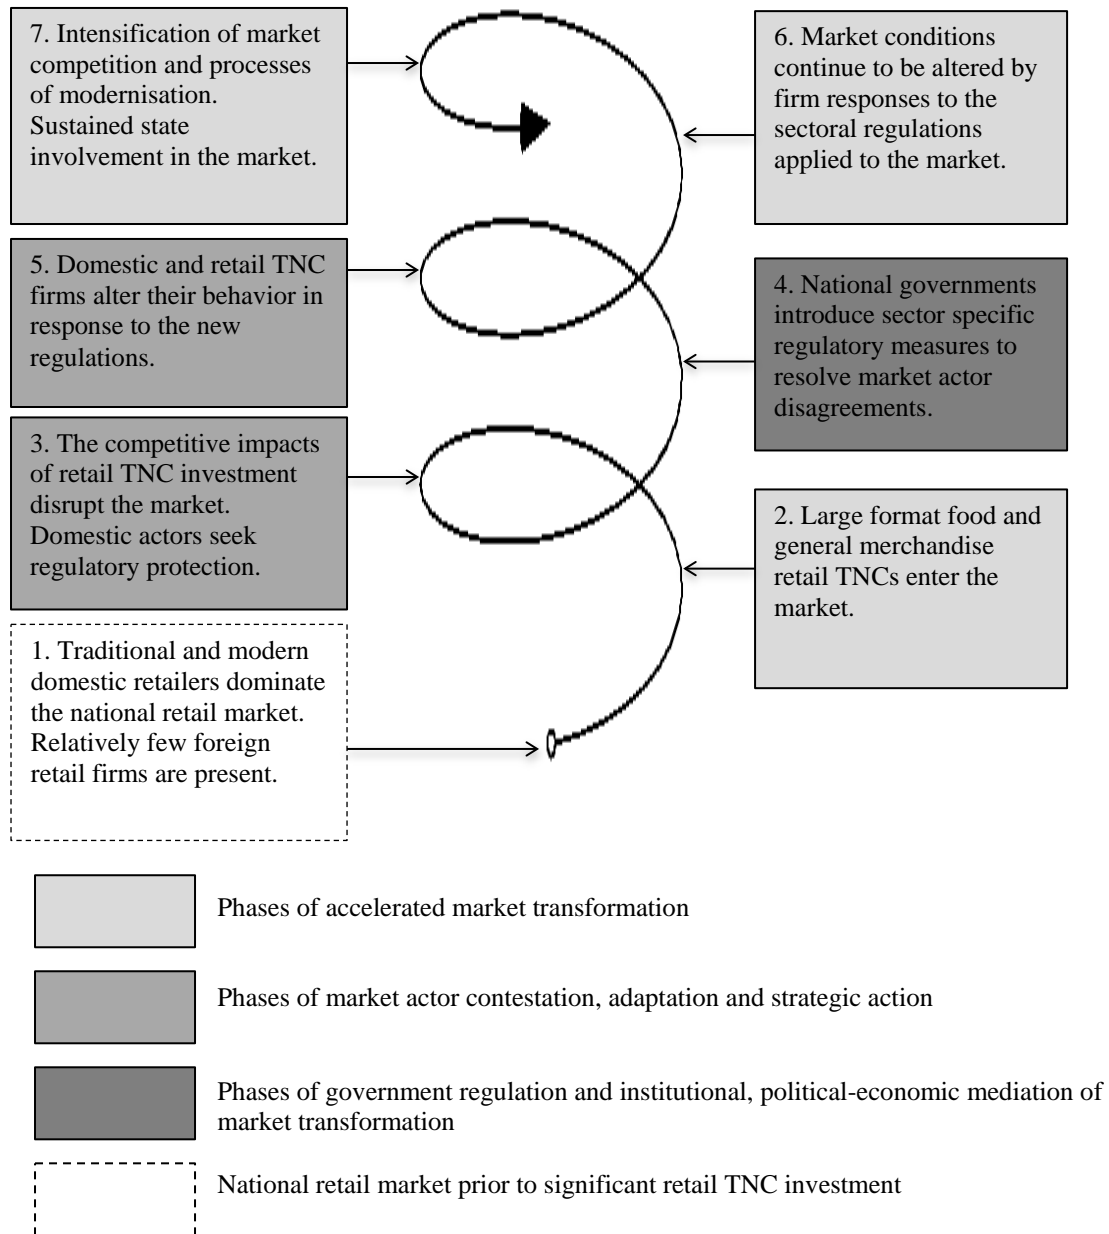 7. Intensification of market
competition and processes
of modernisation.
Sustained state
involvement in the market.
6. Market conditions
continue to be altered by
firm responses to the
sectoral regulations
applied to the market.
5. Domestic and retail TNC
firms alter their behavior in
response to the new
regulations.
4. National governments
introduce sector specific
regulatory measures to
resolve market actor
disagreements.
3. The competitive impacts
of retail TNC investment
disrupt the market.
Domestic actors seek
regulatory protection.
2. Large format food and
general merchandise
retail TNCs enter the
market.
1. Traditional and modern
domestic retailers dominate
the national retail market.
Relatively few foreign
retail firms are present.
Phases of accelerated market transformation
Phases of market actor contestation, adaptation and strategic action
Phases of government regulation and institutional, political-economic mediation of
market transformation
National retail market prior to significant retail TNC investment